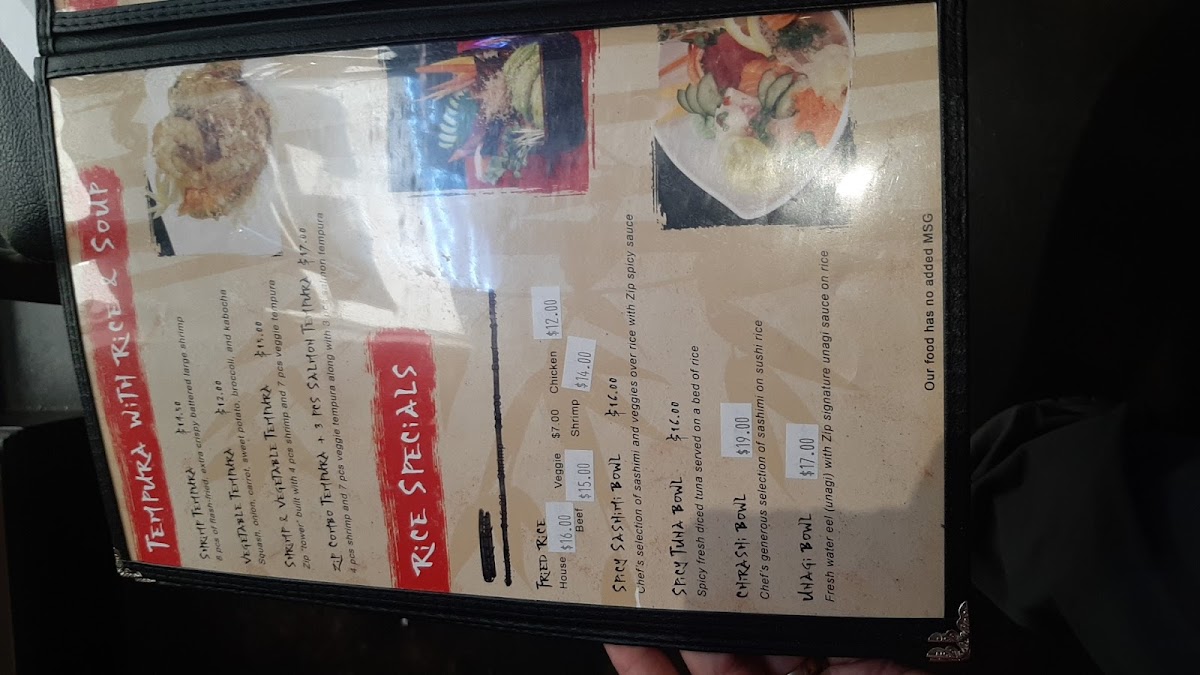 TEMPURA WITH RICE & SOUP
SHRIMP TEMPURA $14.50
8 pcs of flash-fried, extra crispy battered large shrimp
VEGETABLE TEMPURA $12.00
Squash, onion, carrot, sweet potato, broccoli, and kabocha
SHRIMP & VEGETABLE TEMPURA
Zip "tower" built with 4 pcs shrimp and 7 pcs veggie tempura
ZIP COMBO TEMPURA + 3 PCS SALMON TEMPURA $17.00
4 pcs shrimp and 7 pcs veggie tempura along with 3 salmon tempura
RICE SPECIALS
FRIED RICE
House $16.00 Veggie $7.00 Chicken $12.00
Beef $15.00 Shrimp $14.00
SPICY SASHIMI BOWL $16.00
Chef's selection of sashimi and veggies over rice with Zip spicy sauce
SPICY TUNA BOWL $16.00
Spicy fresh diced tuna served on a bed of rice
CHIRASHI BOWL $19.00
Chef's generous selection of sashimi on sushi rice
UNAGI BOWL $17.00
Fresh water eel (unagi) with Zip signature unagi sauce on rice
Our food has no added MSG